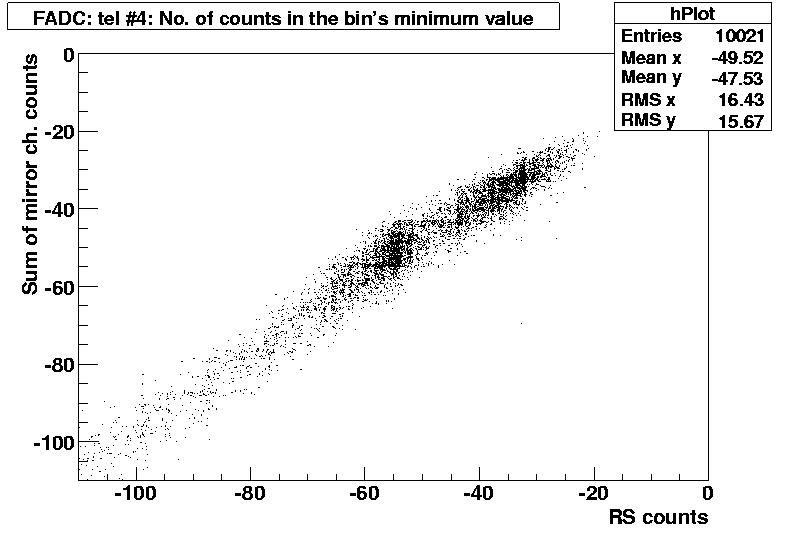 FADC: tel #4: No. of counts in the bin's minimum value
hPlot
Entries 10021
Mean x -49.52
Mean y -47.53
RMS x 16.43
RMS y 15.67
Sum of mirror ch. counts
0
-20
-40
-60
-80
-100
-100 -80 -60 -40 -20 0
RS counts